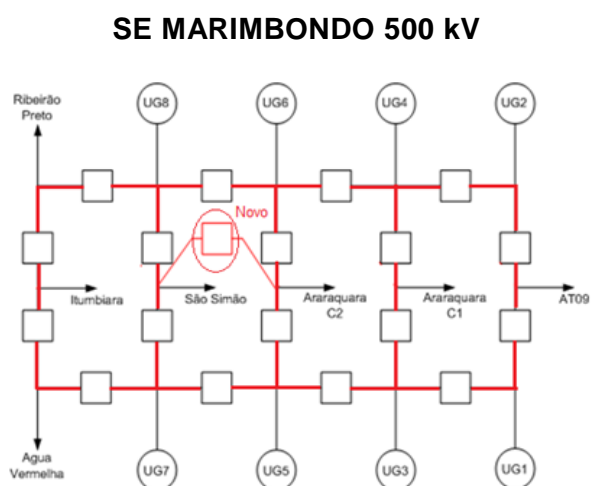 SE MARIMBONDO 500 kV
Ribeirão
Preto
UG8
UG6
UG4
UG2
Novo
Itumbiara
São Simão
Araraquara
C2
Araraquara
C1
AT09
Agua
Vermelha
UG7
UG5
UG3
UG1